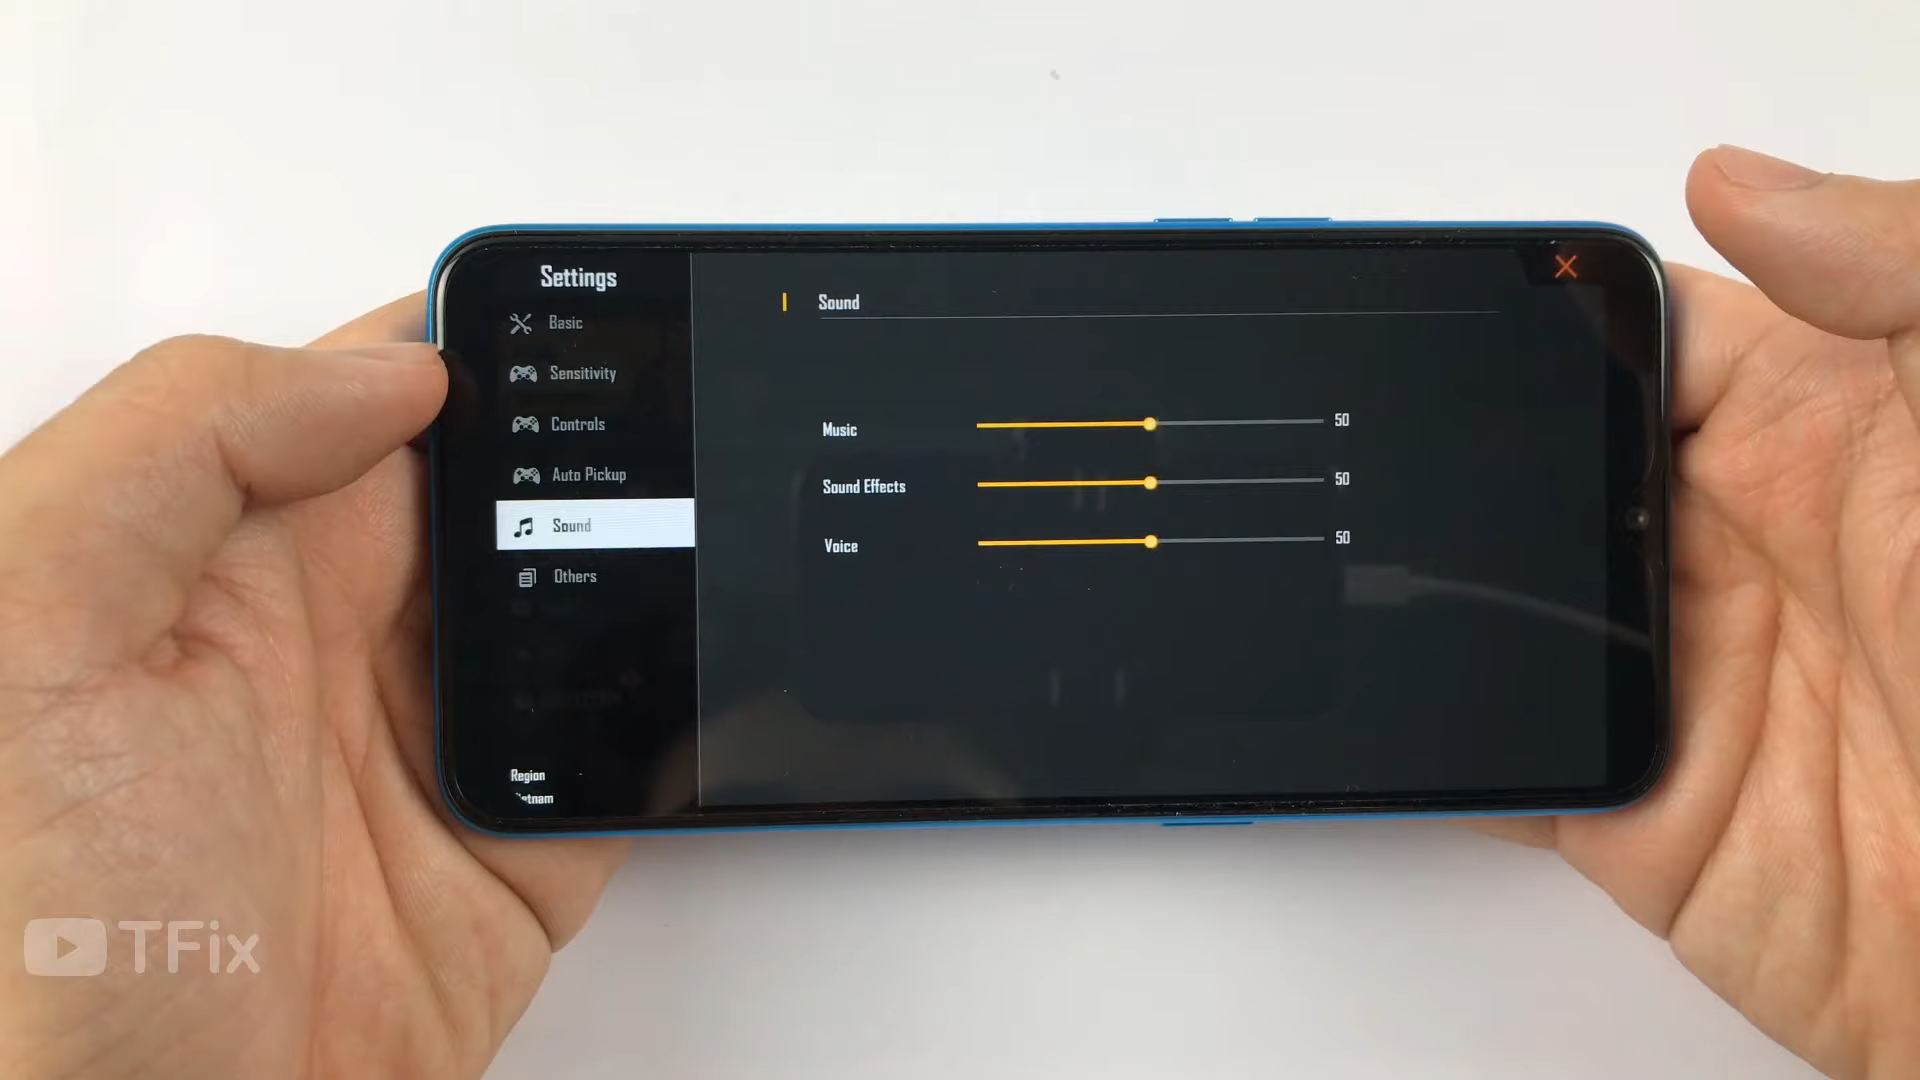 Settings
Basic
Sensitivity
Controls
Auto Pickup
Sound
Others
Region
Sound
Music 50
Sound Effects 50
Voice 50
TFix